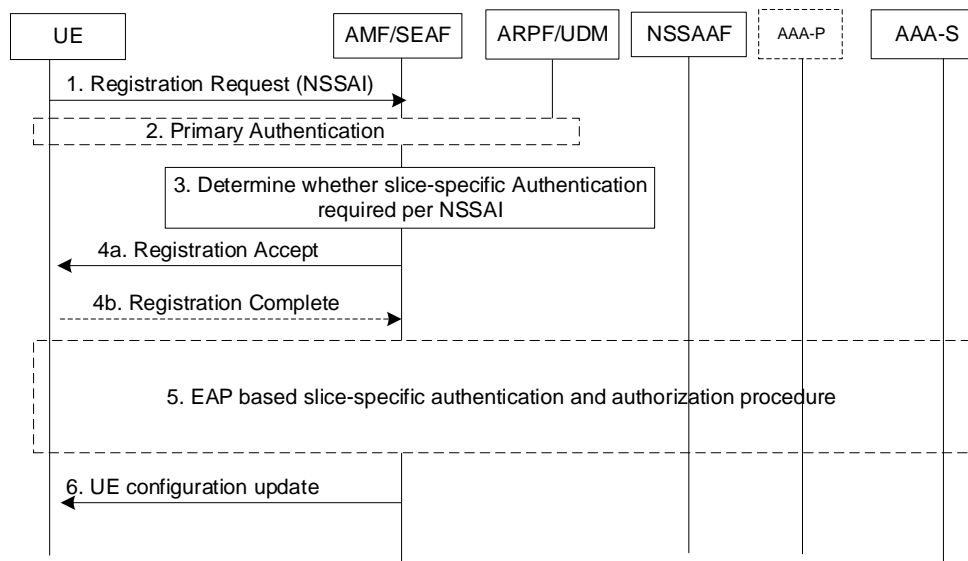 UE
AMF/SEAF
ARPF/UDM
NSSAAF
AAA-P
AAA-S
1. Registration Request (NSSAI)
2. Primary Authentication
3. Determine whether slice-specific Authentication
required per NSSAI
4a. Registration Accept
4b. Registration Complete
5. EAP based slice-specific authentication and authorization procedure
6. UE configuration update